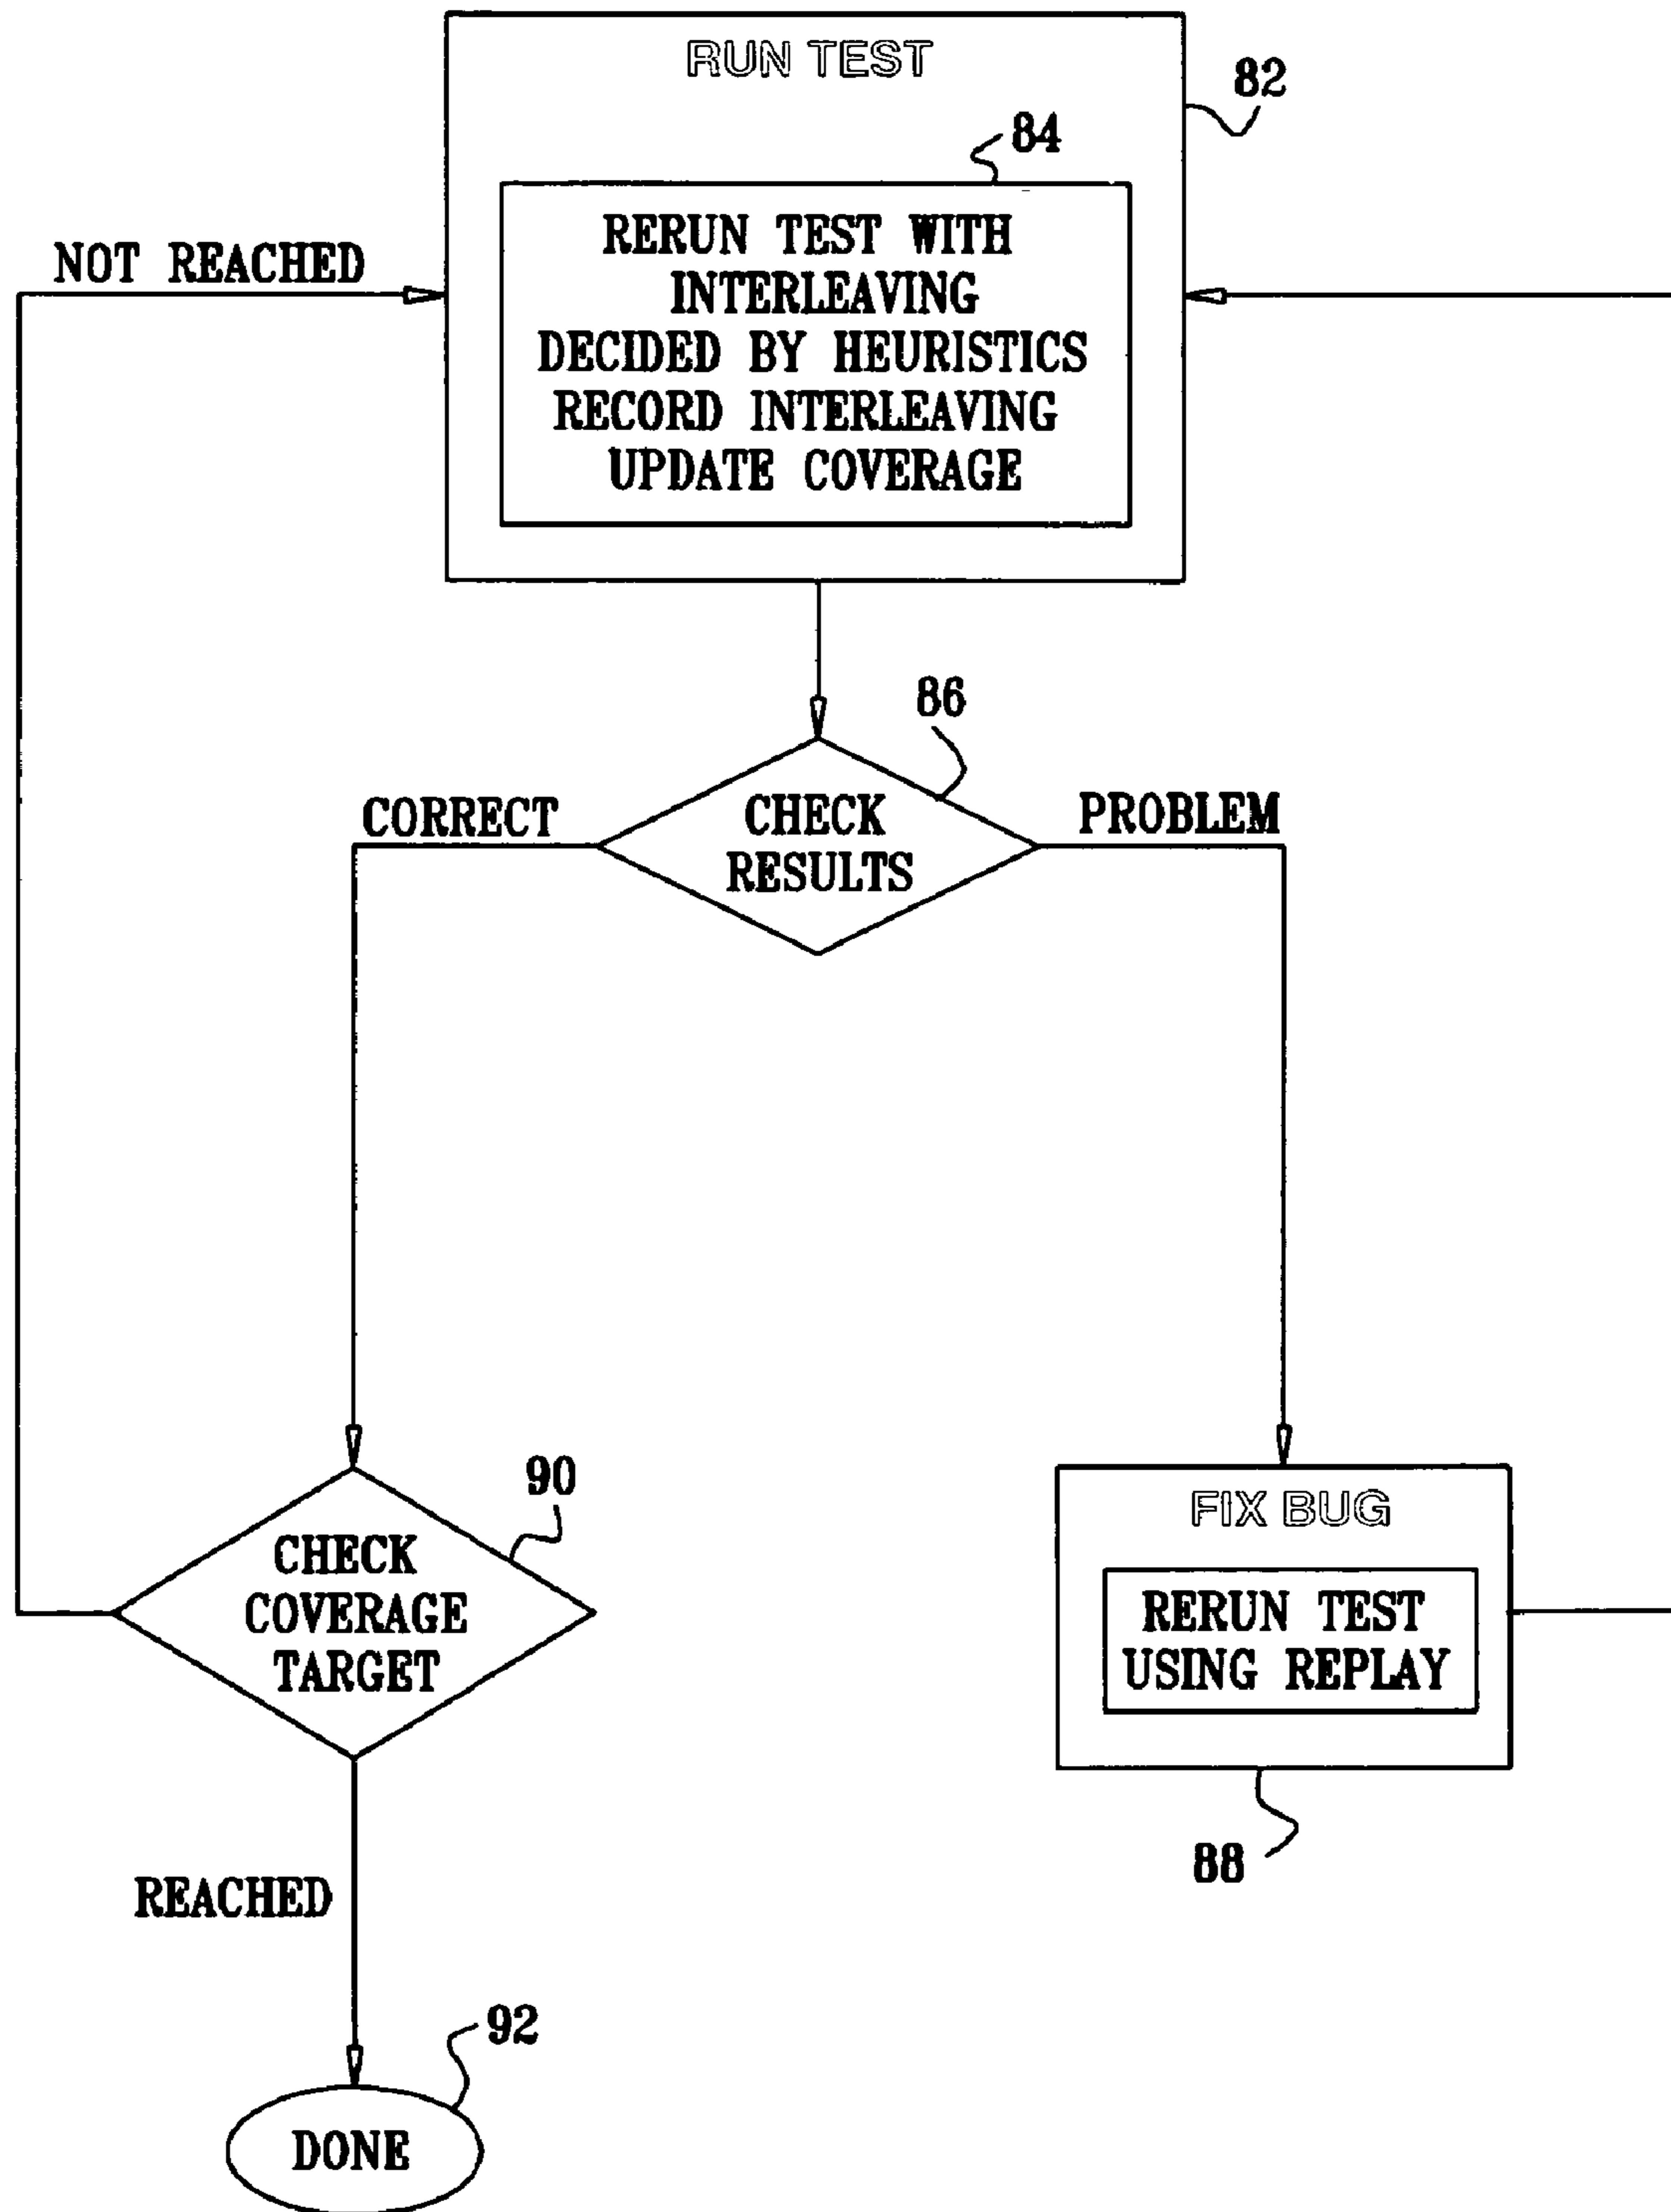 RUN TEST
82
84
RERUN TEST WITH
INTERLEAVING
DECIDED BY HEURISTICS
RECORD INTERLEAVING
UPDATE COVERAGE
NOT REACHED
86
CHECK
RESULTS
CORRECT
PROBLEM
90
CHECK
COVERAGE
TARGET
FIX BUG
RERUN TEST
USING REPLAY
88
REACHED
92
DONE